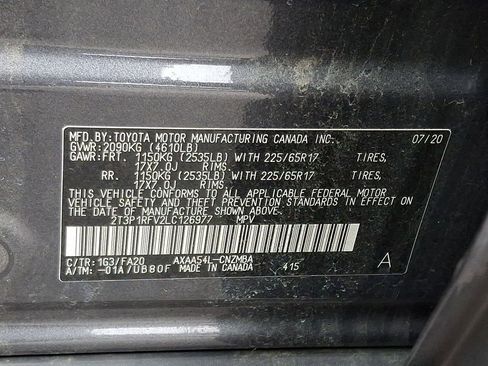 MFD.BY:TOYOTA MOTOR MANUFACTURING CANADA INC. 07/20
GVWR:2090KG (4610LB)
GAWR:FRT. 1150KG (2535LB) WITH 225/65R17 TIRES,
17X7.0J RIMS,
RR. 1150KG (2535LB) WITH 225/65R17 TIRES,
17X7.0J RIMS,
THIS VEHICLE CONFORMS TO ALL APPLICABLE FEDERAL MOTOR
VEHICLE SAFETY AND THEFT PREVENTION STANDARDS IN EFFECT
ON THE DATE OF MANUFACTURE SHOWN ABOVE.
2T3P1RFV2LC126977 MPV
C/TR:1G3/FA20 AXAA54L-CNZMBA A
A/TM:-01A/UB80F MADE IN CANADA 415